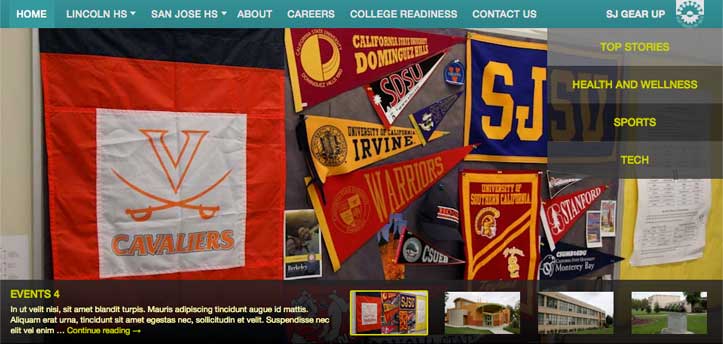 HOME LINCOLN HS SAN JOSE HS ABOUT CAREERS COLLEGE READINESS CONTACT US SJ GEAR UP
TOP STORIES
HEALTH AND WELLNESS
SPORTS
TECH
CALIFORNIA STATE UNIVERSITY
DOMINGUEZ HILLS
SDSU
SJSU
UNIVERSITY OF CALIFORNIA
IRVINE
WARRIORS
UNIVERSITY OF
SOUTHERN CALIFORNIA
STANFORD
V
CAVALIERS
Berkeley
CSUEB
CSUMONTEREY BAY
Monterey Bay
EVENTS 4
In ut velit nisi, sit amet blandit turpis. Mauris adipiscing tincidunt augue id mattis.
Aliquam erat urna, tincidunt sit amet egestas nec, sollicitudin et velit. Suspendisse nec
elit vel enim ... Continue reading →